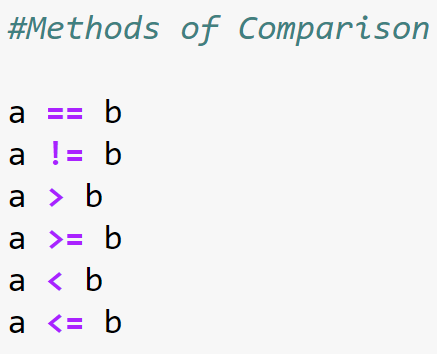 #Methods of Comparison
a == b
a != b
a > b
a >= b
a < b
a <= b